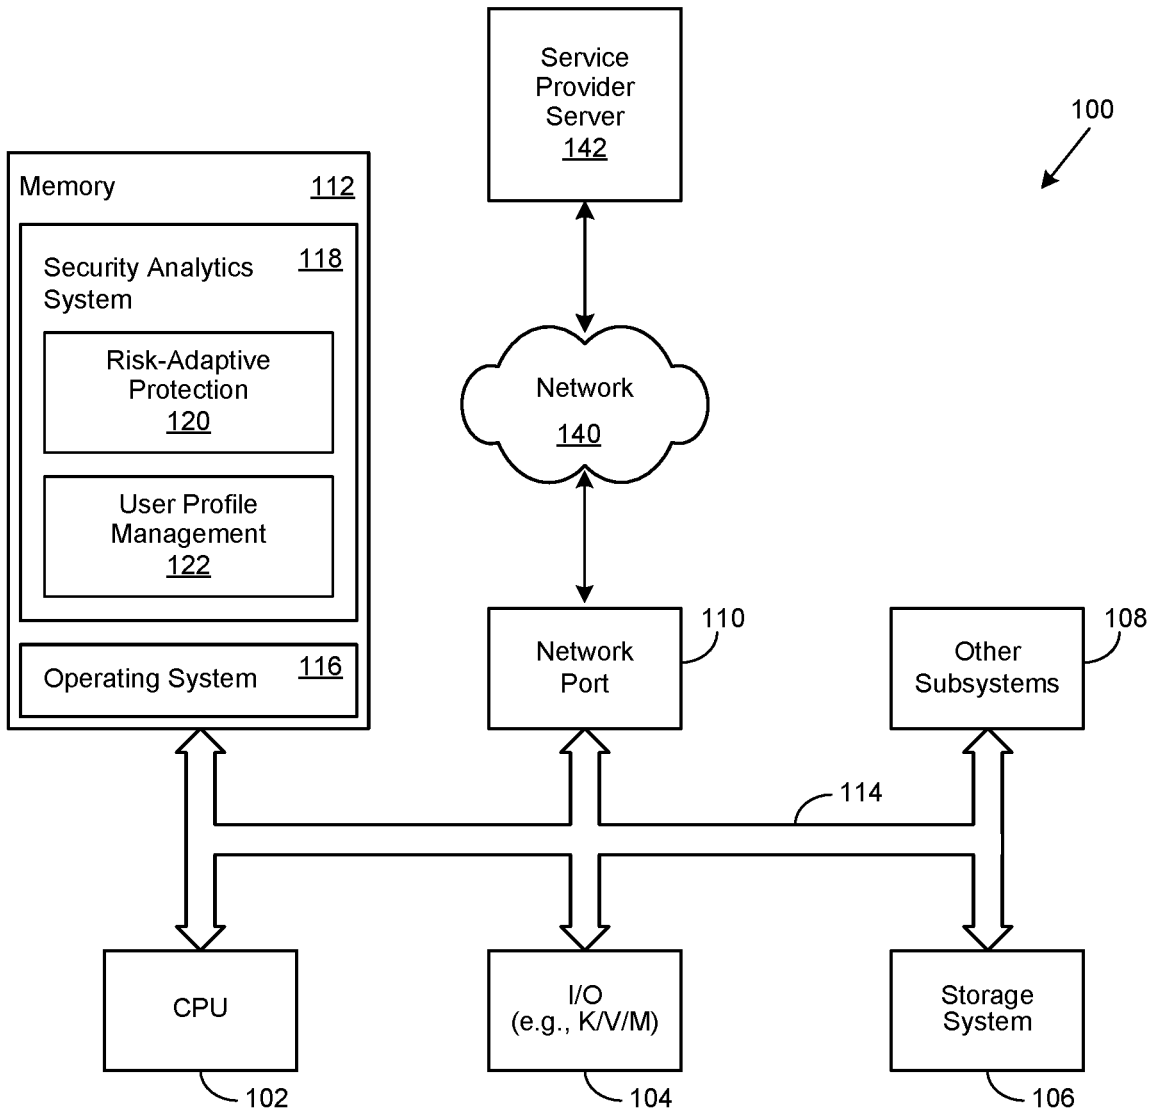 Service
Provider
Server
142
100
Memory
112
Security Analytics
System
118
Risk-Adaptive
Protection
120
User Profile
Management
122
Operating System
116
Network
140
Network
Port
110
Other
Subsystems
108
114
CPU
102
I/O
(e.g., K/V/M)
104
Storage
System
106